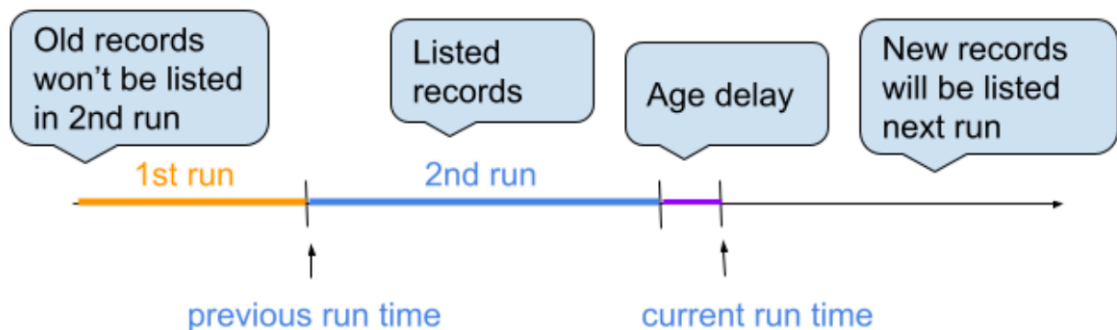 Old records
won't be listed
in 2nd run
Listed
records
Age delay
New records
will be listed
next run
1st run
2nd run
previous run time
current run time